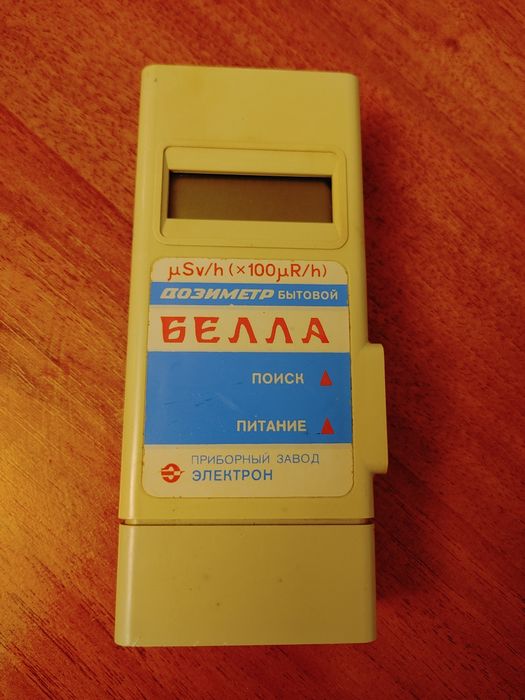 μSv/h (×100μR/h)
ДОЗИМЕТР БЫТОВОЙ
БЕЛЛА
ПОИСК
ПИТАНИЕ
ПРИБОРНЫЙ ЗАВОД
ЭЛЕКТРОН